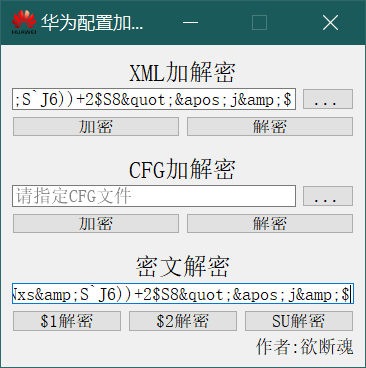 HUAWEI
华为配置加...
XML加解密
;S`J6))+2$S8&quot;&apos;j&amp;$
...
加密 解密
CFG加解密
请指定CFG文件
...
加密 解密
密文解密
Wxs&amp;S`J6))+2$S8&quot;&apos;j&amp;$
$1解密 $2解密 SU解密
作者:欲断魂